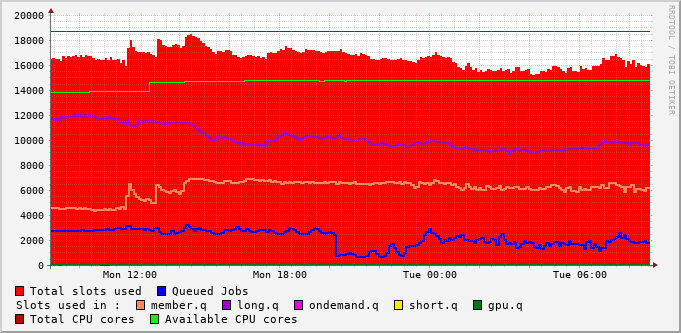 20000
18000
16000
14000
12000
10000
8000
6000
4000
2000
0
Mon 12:00 Mon 18:00 Tue 00:00 Tue 06:00
RRDTOOL / TOBI OETIKER
Total slots used Queued Jobs
Slots used in : member.q long.q ondemand.q short.q gpu.q
Total CPU cores Available CPU cores